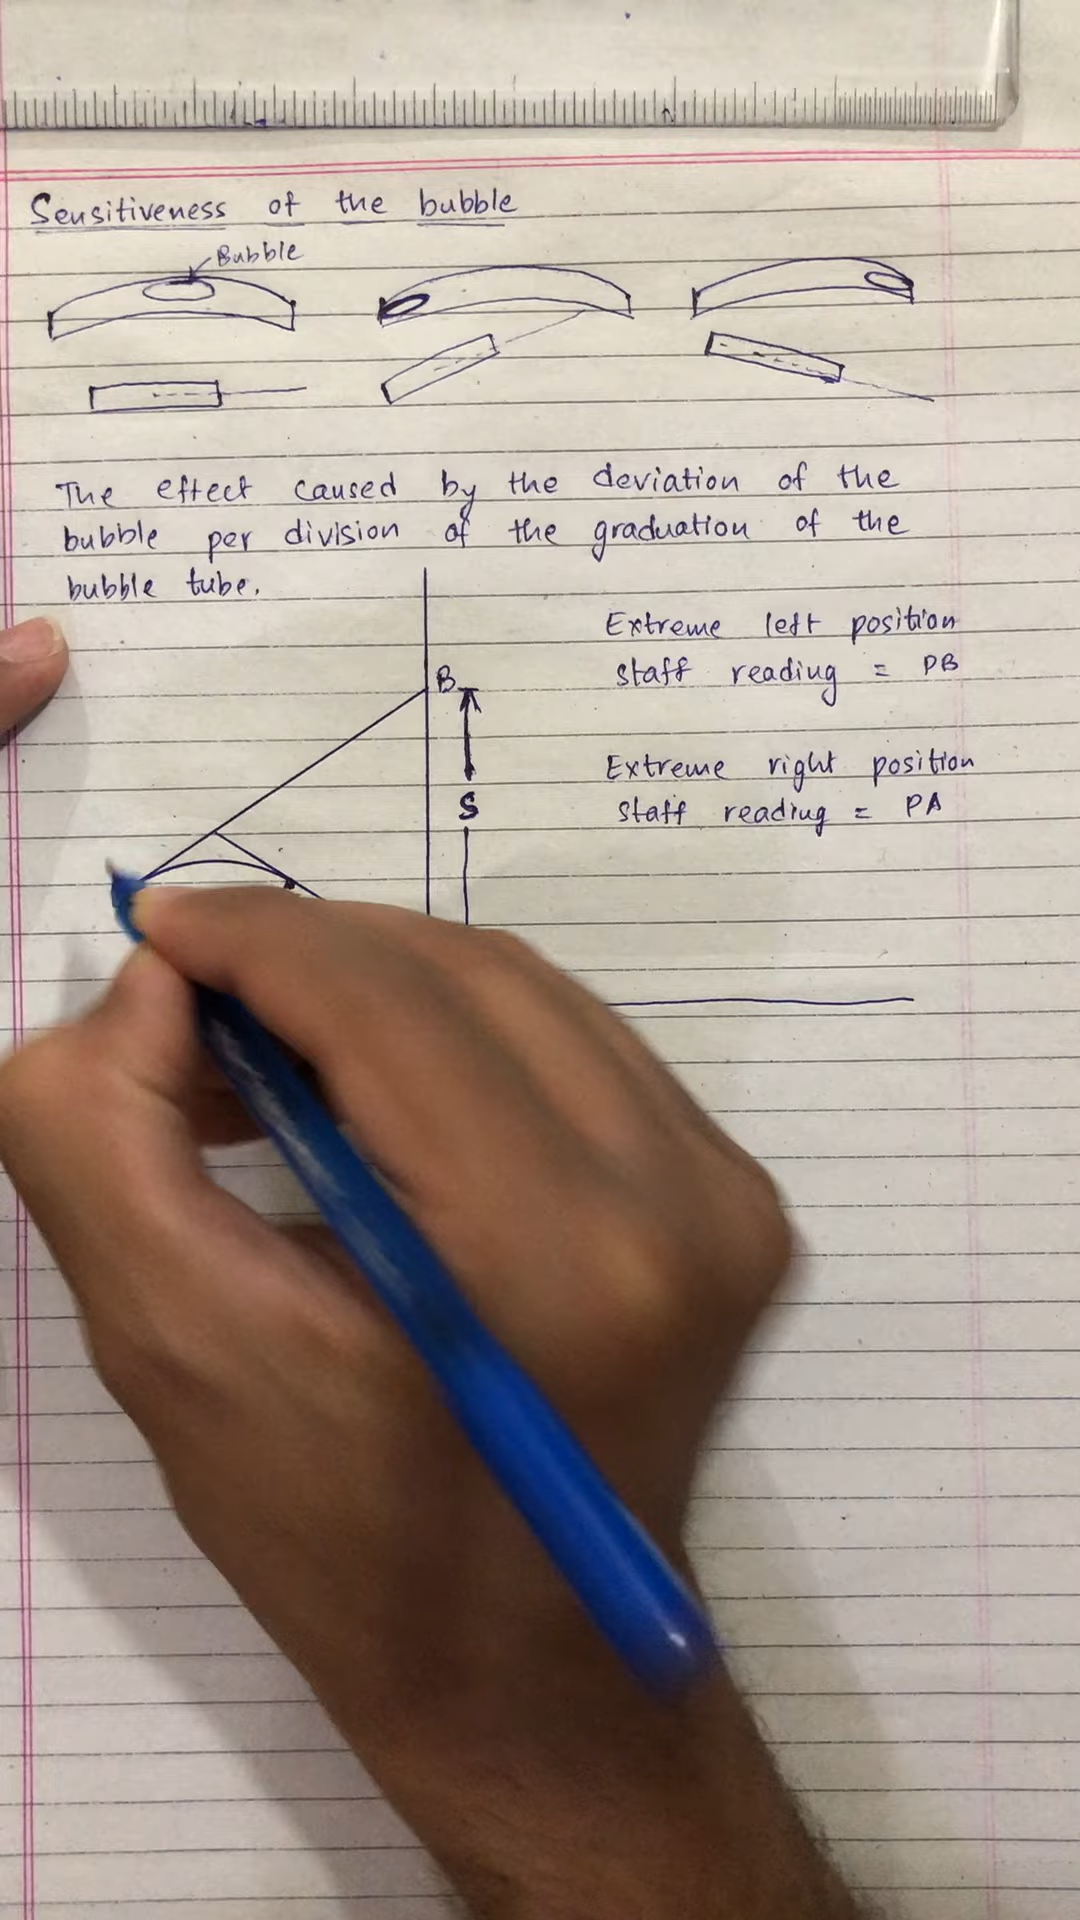 Sensitiveness of the bubble
Bubble
The effect caused by the deviation of the
bubble per division of the graduation of the
bubble tube.
Extreme left position
staff reading = PB
B
Extreme right position
staff reading = PA
S